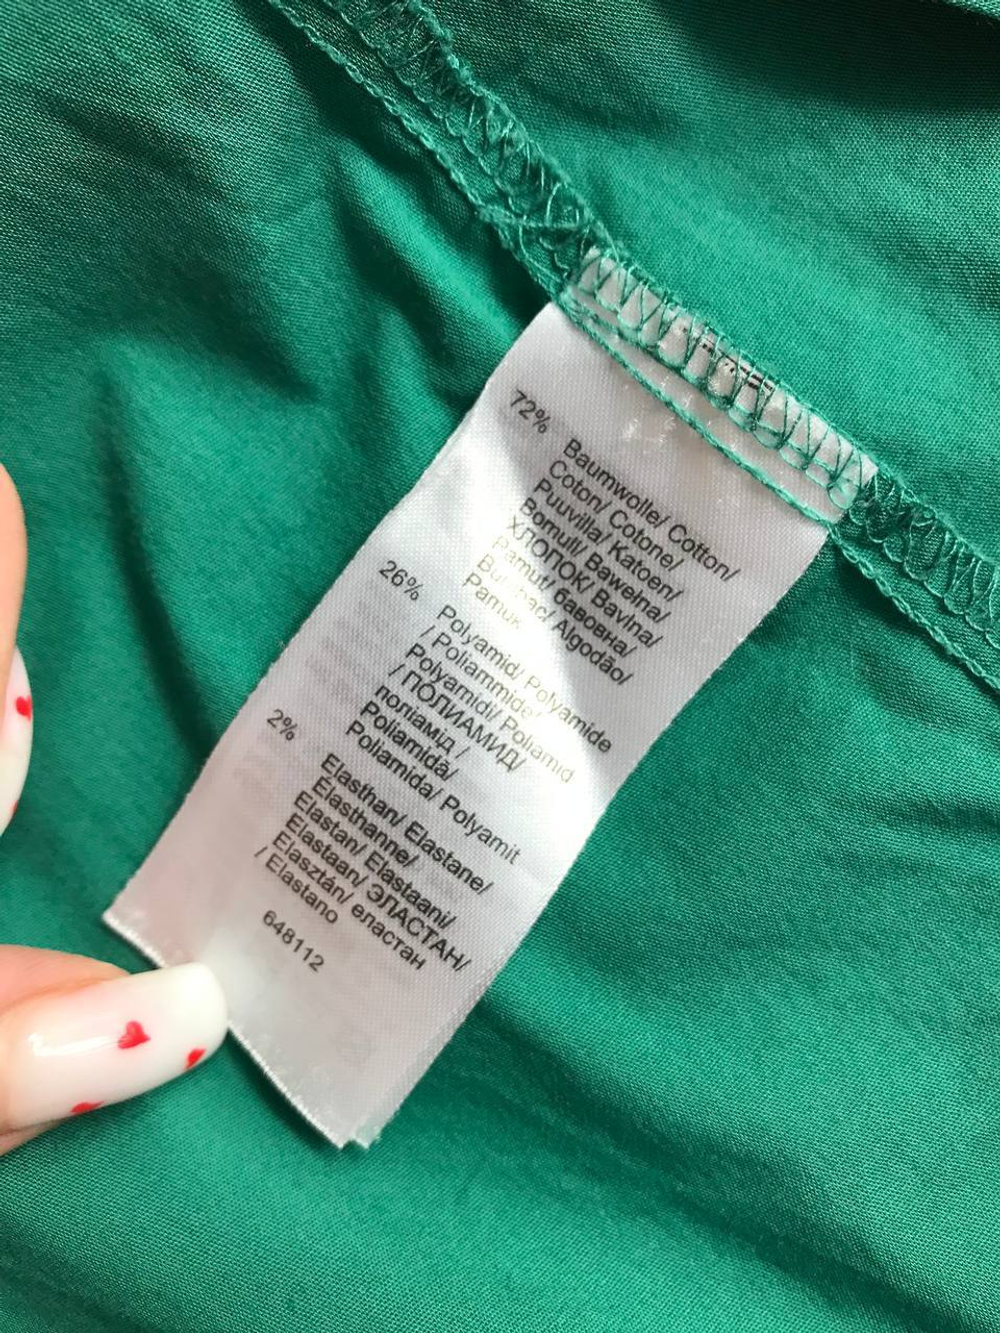 72%
Baumwolle/ Cotton/
Coton/ Cotone/
Puuvilla/ Katoen/
Bomull/ Bawełna/
ХЛОПОК/ Bavlna/
Pamut/ бавовна/
Bumbac/ Algodão/
Pamuk
26%
Polyamid/ Polyamide
/ Poliammide/
Polyamidi/ Poliamid
/ ПОЛИАМИД/
поліамід /
Poliamidă/
Poliamida/ Polyamit
2%
Elasthan/ Elastane/
Élasthanne/
Elastan/ Elastaani/
Elastaan/ ЭЛАСТАН/
Elasztán/ еластан
/ Elastano
648112